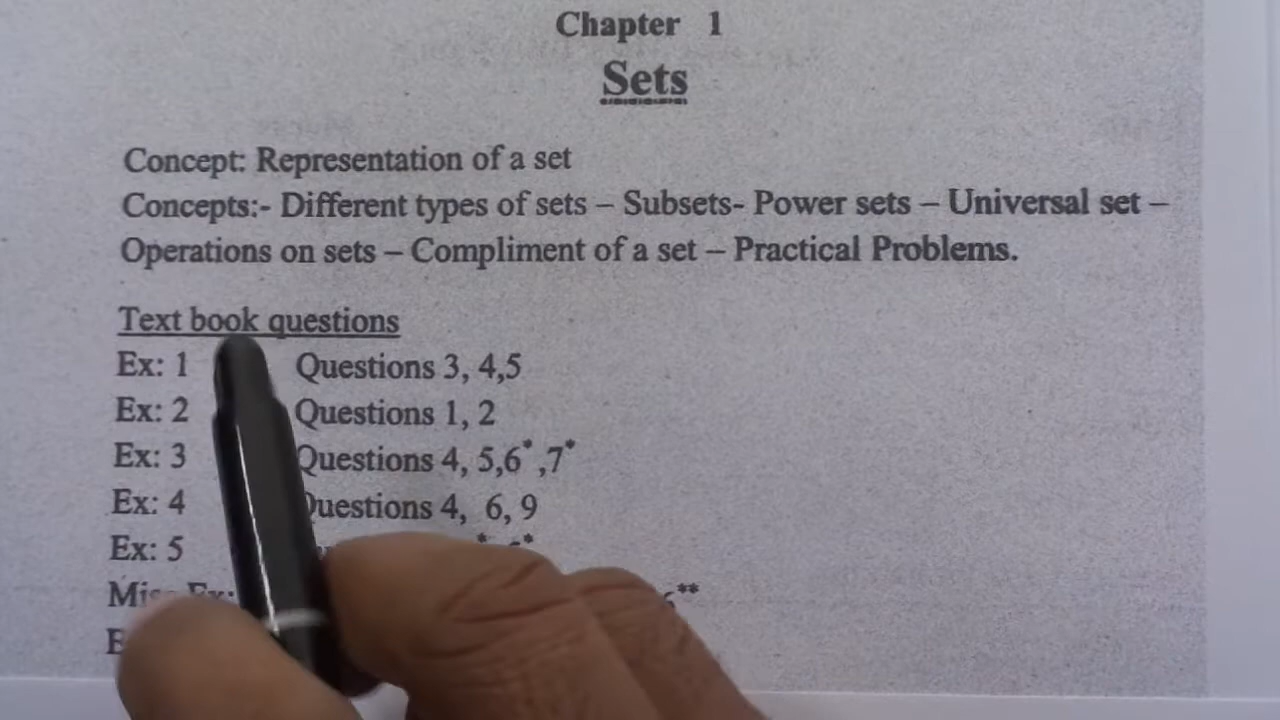 Chapter 1
Sets
Concept: Representation of a set
Concepts:- Different types of sets – Subsets- Power sets – Universal set –
Operations on sets – Compliment of a set – Practical Problems.
Text book questions
Ex: 1 Questions 3, 4,5
Ex: 2 Questions 1, 2
Ex: 3 Questions 4, 5,6*,7*
Ex: 4 Questions 4, 6, 9
Ex: 5